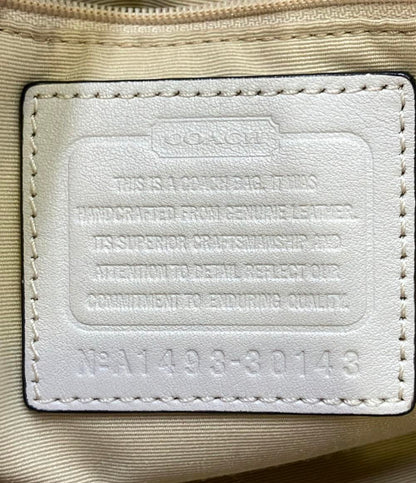 COACH
THIS IS A COACH BAG. IT WAS
HANDCRAFTED FROM GENUINE LEATHER.
ITS SUPERIOR CRAFTSMANSHIP AND
ATTENTION TO DETAIL REFLECT OUR
COMMITMENT TO ENDURING QUALITY.
No A1493-30143